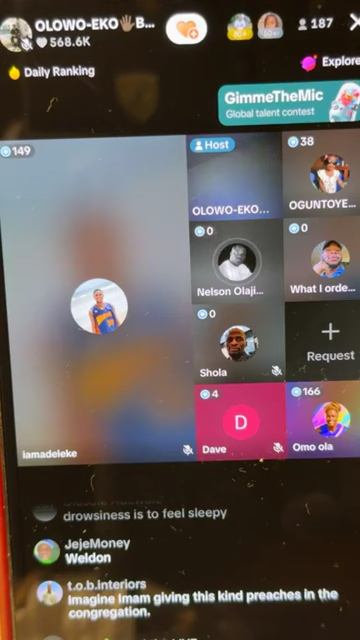 OLOWO-EKO🖐🏿B...
568.6K
60+
187
Daily Ranking
Explore
GimmeTheMic
Global talent contest
149
Host
OLOWO-EKO...
38
OGUNTOYE...
0
Nelson Olaji...
0
What I orde...
0
Shola
+
Request
iamadeleke
4
D
Dave
166
Omo ola
drowsiness is to feel sleepy
JejeMoney
Weldon
t.o.b.interiors
Imagine Imam giving this kind preaches in the
congregation.